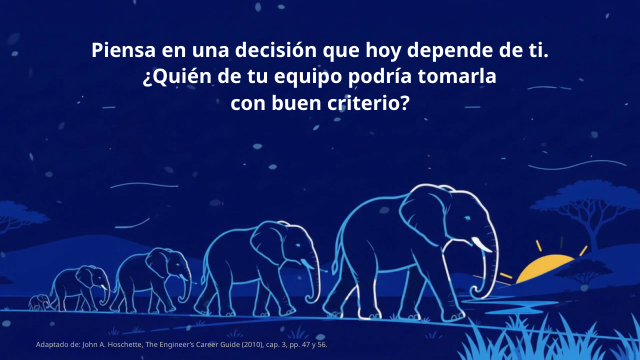 Piensa en una decisión que hoy depende de ti.
¿Quién de tu equipo podría tomarla
con buen criterio?
Adaptado de: John A. Hoschette, The Engineer's Career Guide (2010), cap. 3, pp. 47 y 56.